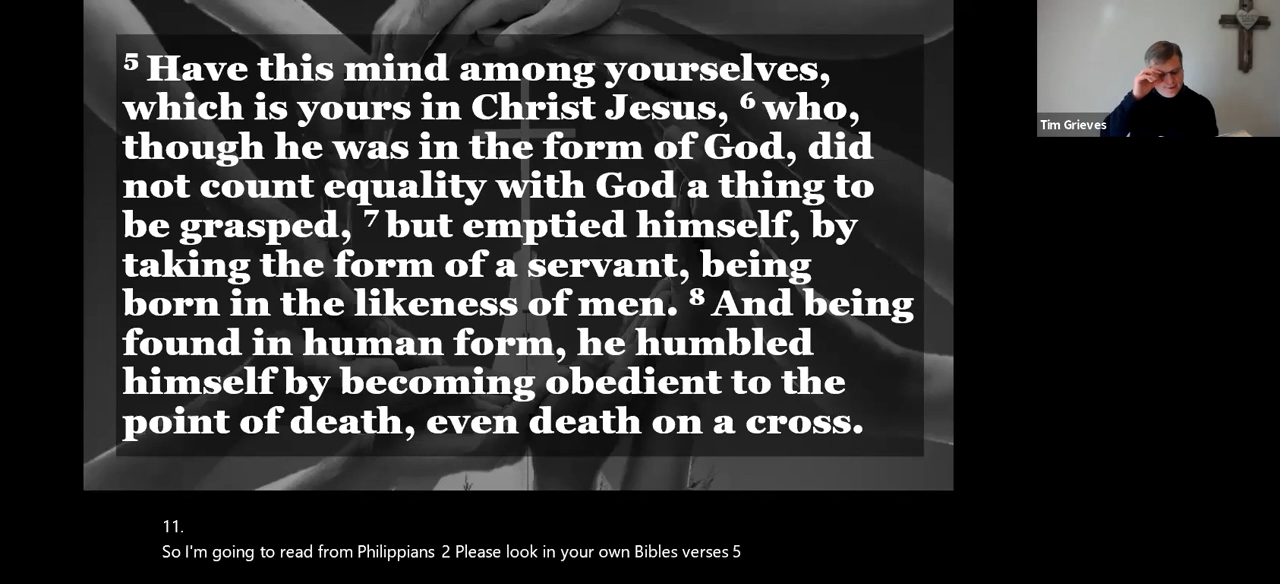 ⁵ Have this mind among yourselves,
which is yours in Christ Jesus, ⁶ who,
though he was in the form of God, did
not count equality with God a thing to
be grasped, ⁷ but emptied himself, by
taking the form of a servant, being
born in the likeness of men. ⁸ And being
found in human form, he humbled
himself by becoming obedient to the
point of death, even death on a cross.
Tim Grieves
11.
So I'm going to read from Philippians 2 Please look in your own Bibles verses 5